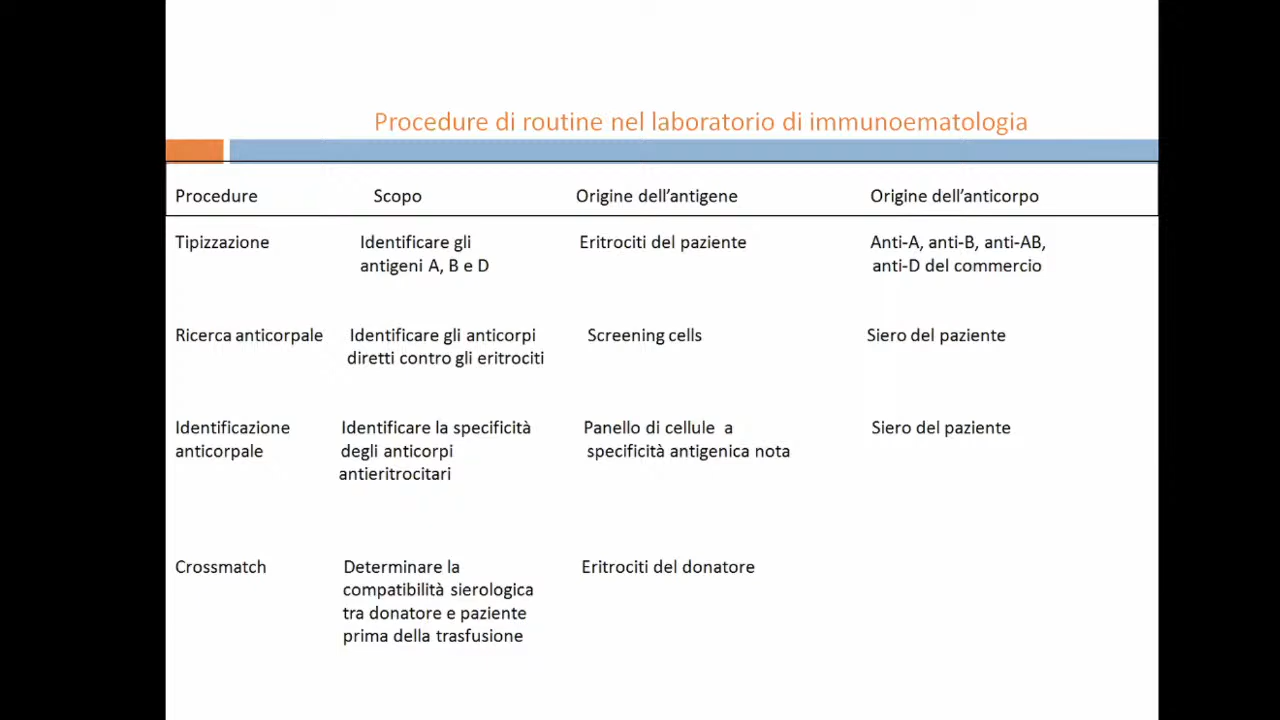 Procedure di routine nel laboratorio di immunoematologia
Procedure Scopo Origine dell'antigene Origine dell'anticorpo
Tipizzazione Identificare gli Eritrociti del paziente Anti-A, anti-B, anti-AB,
antigeni A, B e D anti-D del commercio
Ricerca anticorpale Identificare gli anticorpi Screening cells Siero del paziente
diretti contro gli eritrociti
Identificazione Identificare la specificità Panello di cellule a Siero del paziente
anticorpale degli anticorpi specificità antigenica nota
antieritrocitari
Crossmatch Determinare la Eritrociti del donatore
compatibilità sierologica
tra donatore e paziente
prima della trasfusione